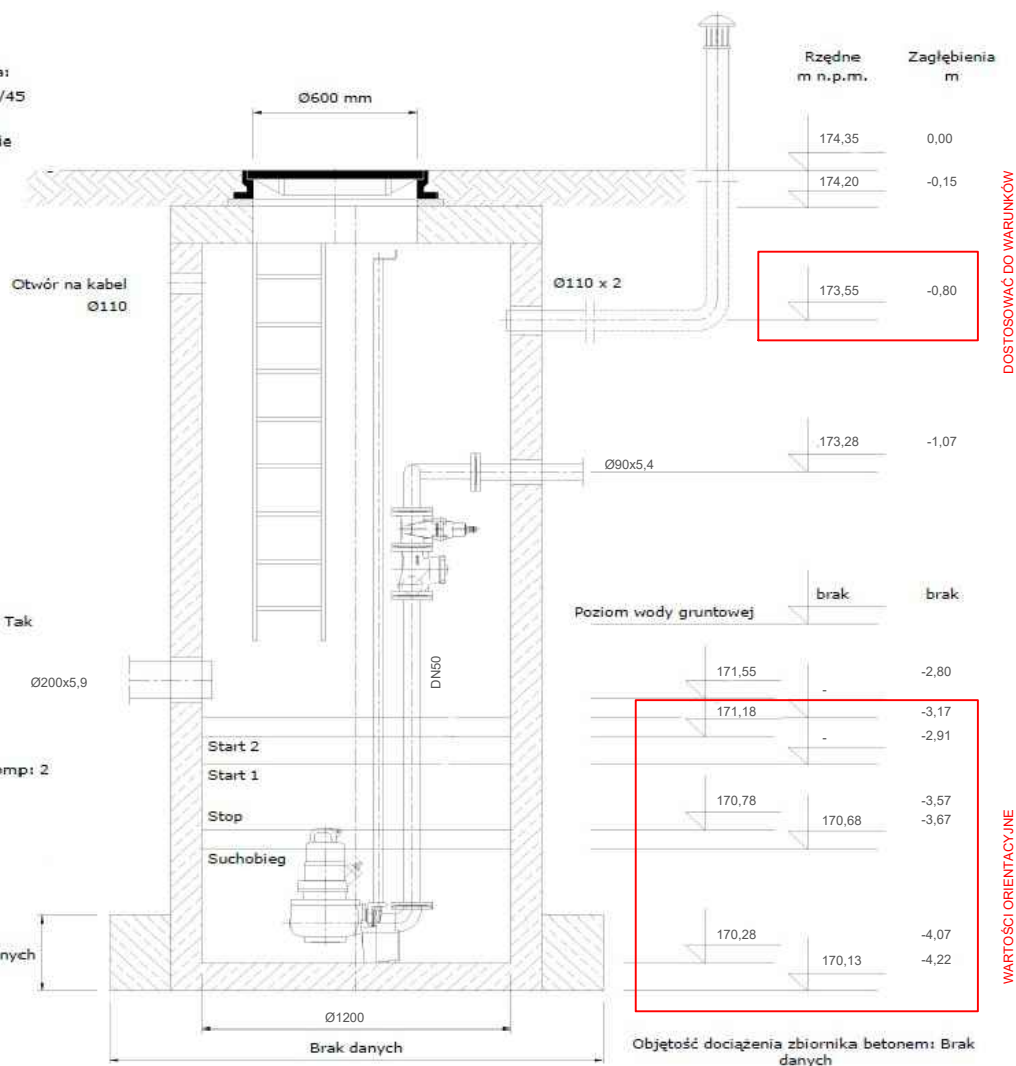 a:
/45
ie
Ø600 mm
Rzędne
m n.p.m.
Zagłębienia
m
174,35 0,00
174,20 -0,15
DOSTOSOWAĆ DO WARUNKÓW
Otwór na kabel
Ø110
Ø110 x 2
173,55 -0,80
173,28 -1,07
Ø90x5,4
brak brak
Poziom wody gruntowej
Tak
DN50
Ø200x5,9
171,55 -2,80
- -3,17
171,18 -2,91
-
Start 2
omp: 2
Start 1
170,78 -3,57
Stop
170,68 -3,67
Suchobieg
WARTOŚCI ORIENTACYJNE
170,28 -4,07
nych
170,13 -4,22
Ø1200
Brak danych
Objętość dociążenia zbiornika betonem: Brak
danych